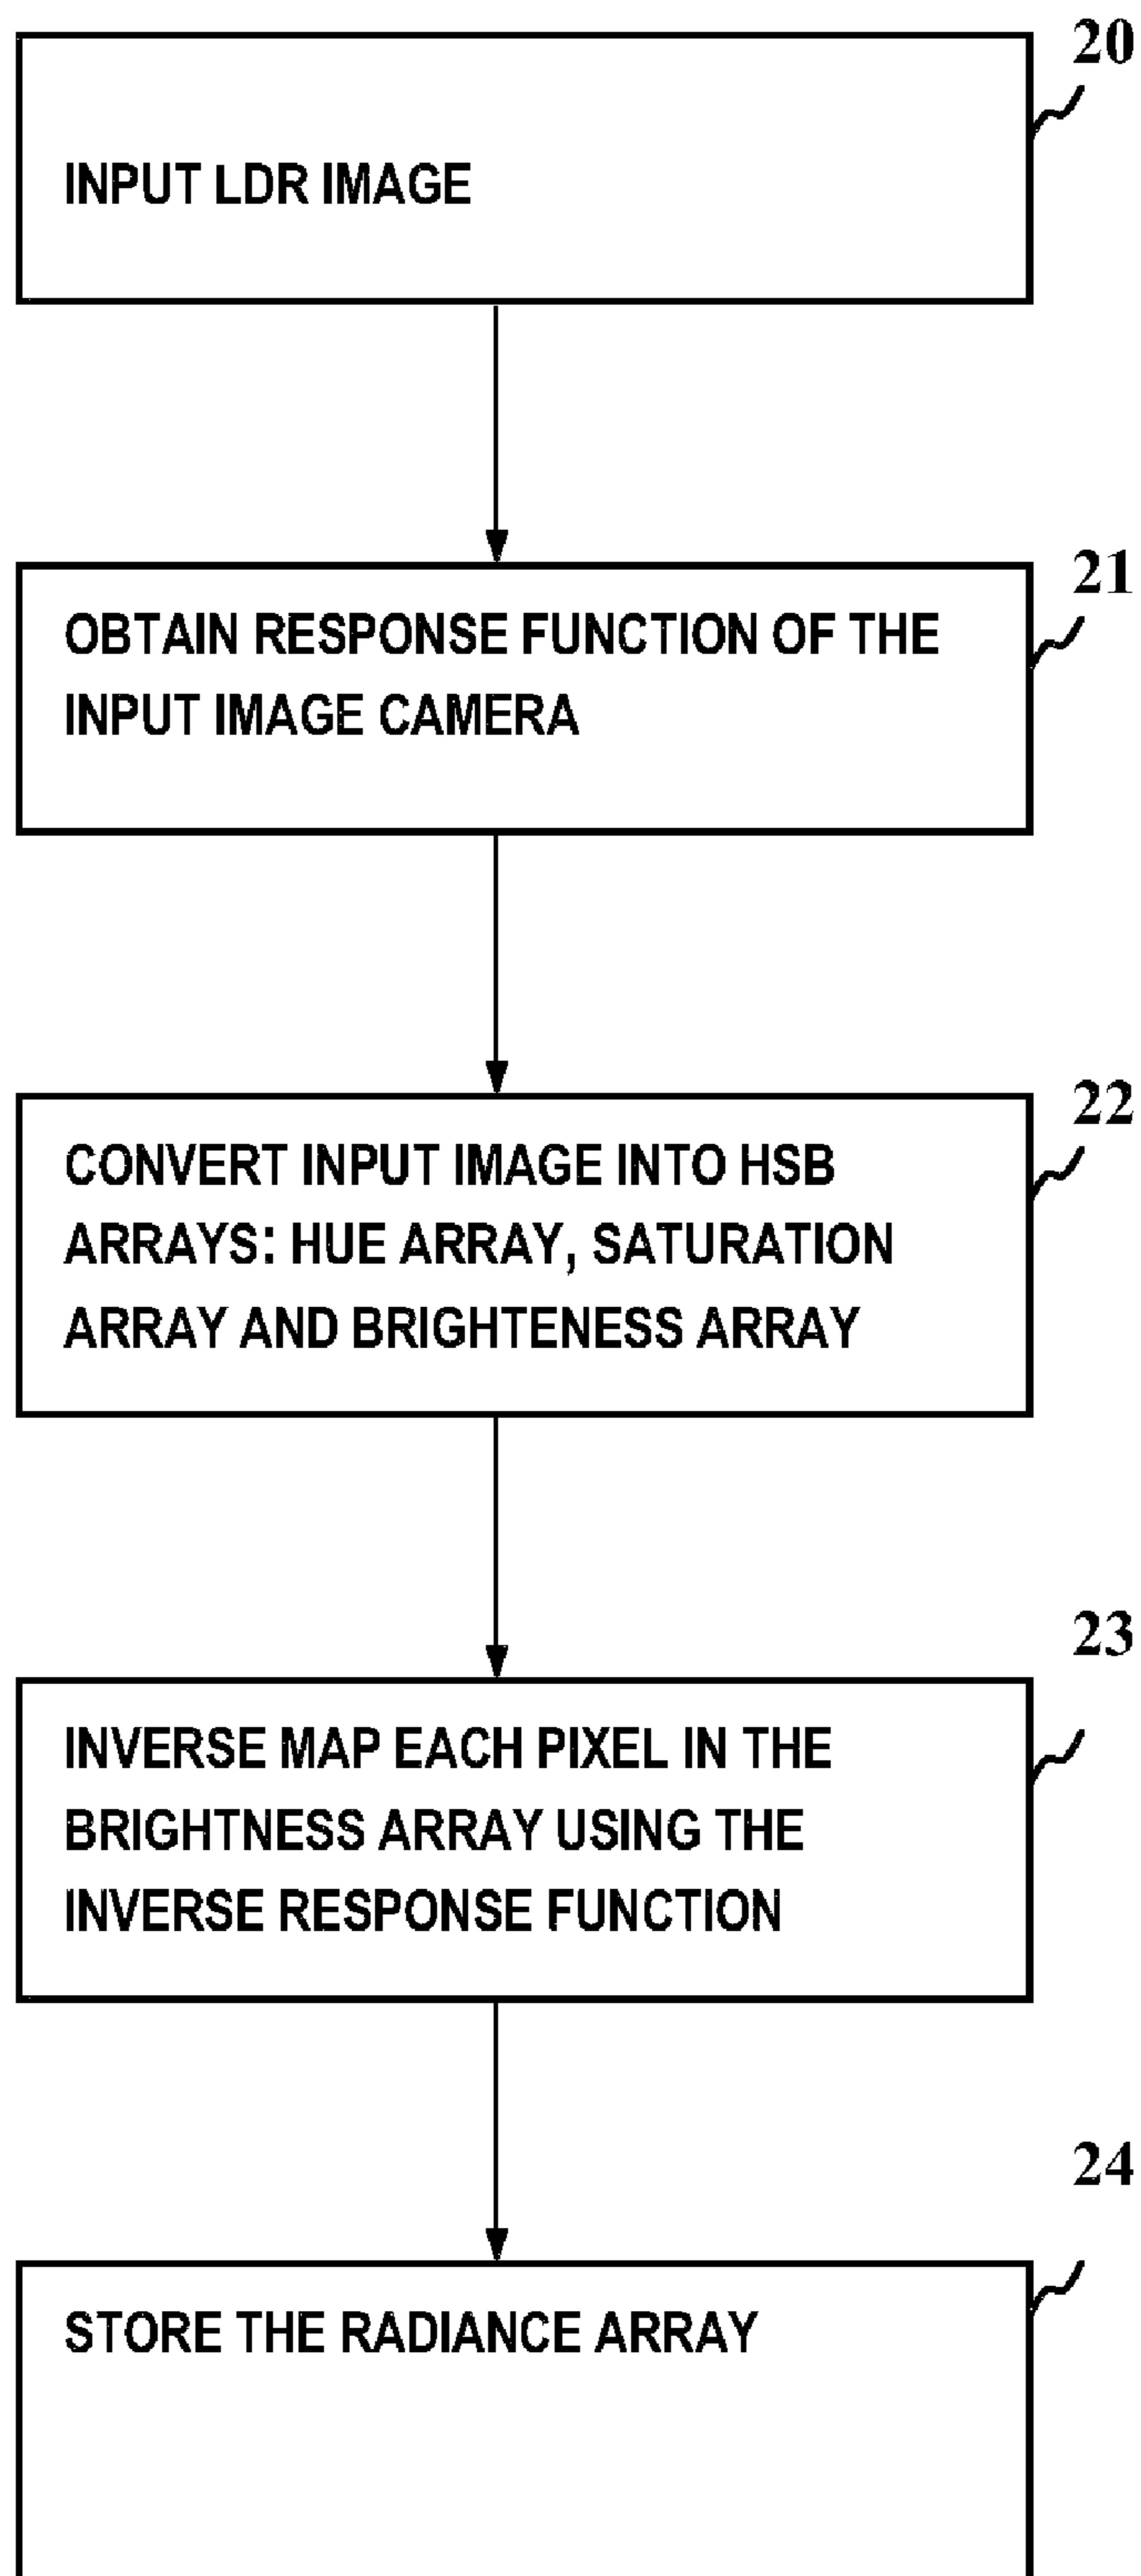 20
INPUT LDR IMAGE
21
OBTAIN RESPONSE FUNCTION OF THE
INPUT IMAGE CAMERA
22
CONVERT INPUT IMAGE INTO HSB
ARRAYS: HUE ARRAY, SATURATION
ARRAY AND BRIGHTENESS ARRAY
23
INVERSE MAP EACH PIXEL IN THE
BRIGHTNESS ARRAY USING THE
INVERSE RESPONSE FUNCTION
24
STORE THE RADIANCE ARRAY